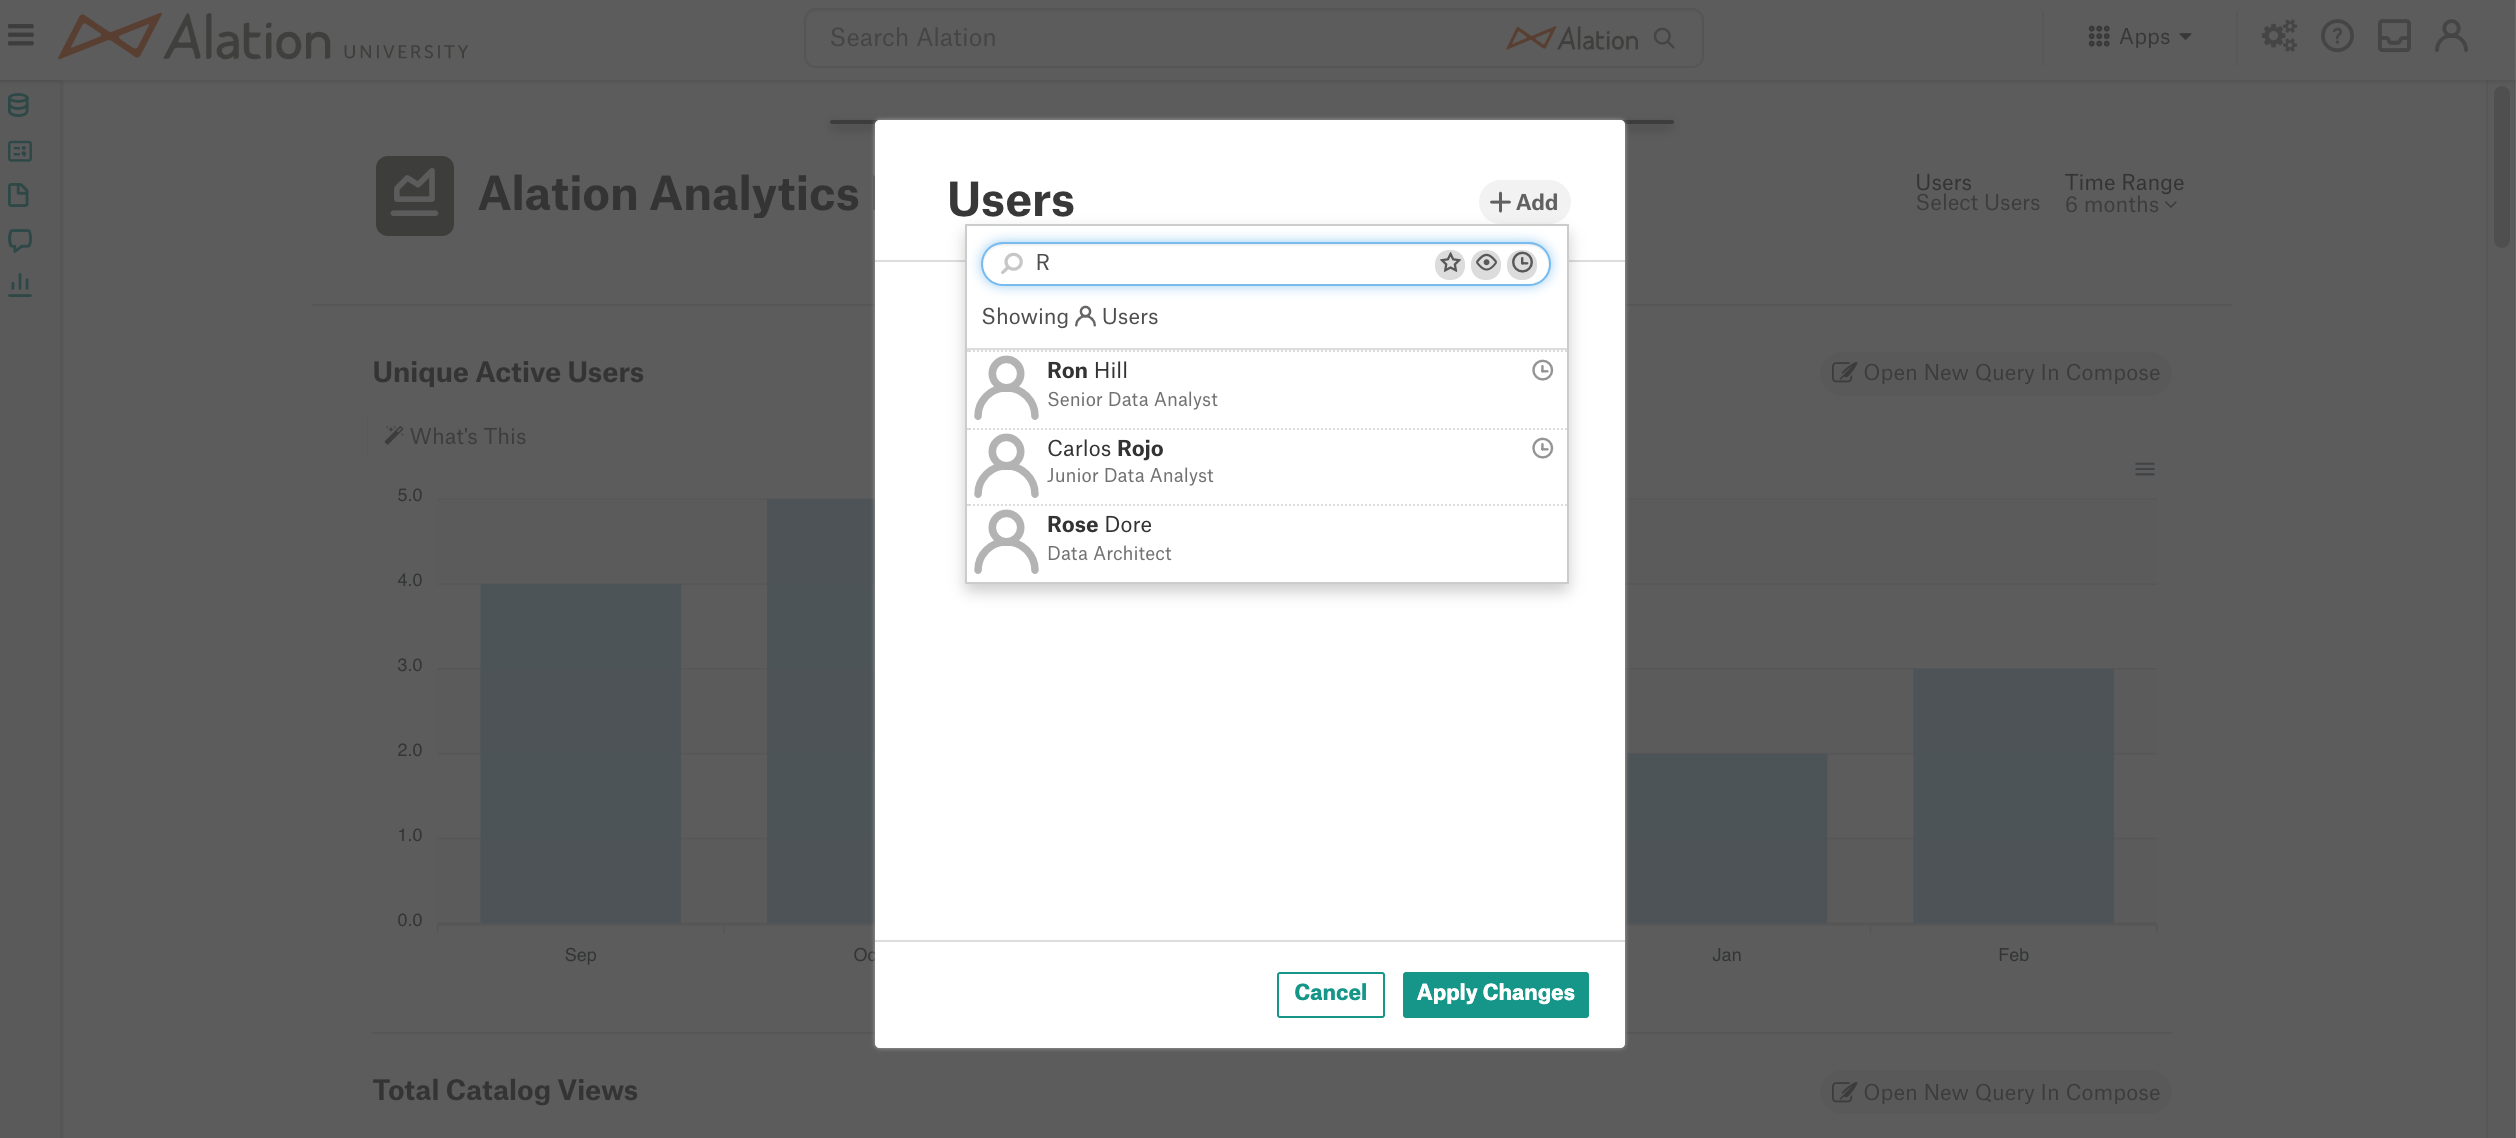 Alation UNIVERSITY
Search Alation
Alation
Apps
Alation Analytics
Users
Select Users
Time Range
6 months
Users
+ Add
R
Showing Users
Ron Hill
Senior Data Analyst
Carlos Rojo
Junior Data Analyst
Rose Dore
Data Architect
Cancel
Apply Changes
Unique Active Users
Open New Query In Compose
What's This
5.0
4.0
3.0
2.0
1.0
0.0
Sep
Jan
Feb
Total Catalog Views
Open New Query In Compose